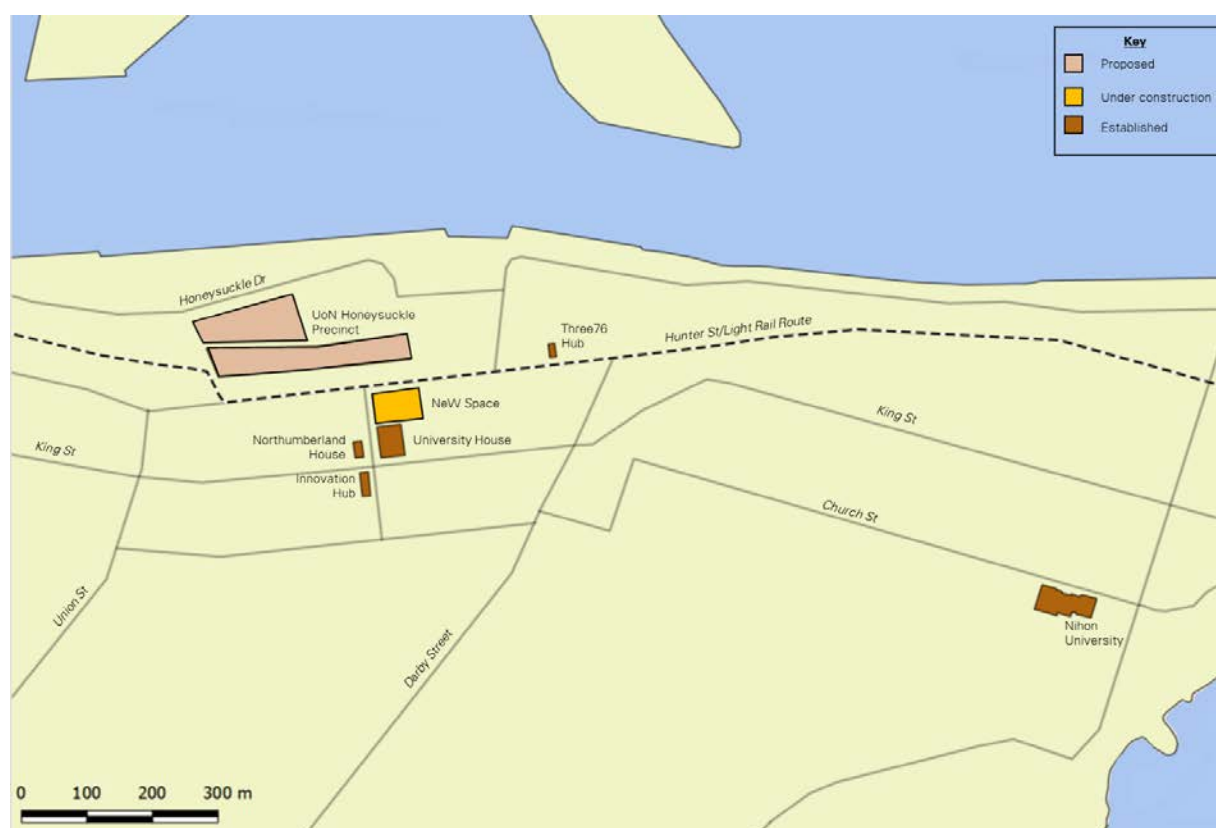 Key
Proposed
Under construction
Established
Honeysuckle Dr
UoN Honeysuckle
Precinct
Three76
Hub
Hunter St/Light Rail Route
NeW Space
King St
Northumberland
House
University House
King St
Innovation
Hub
Church St
Union St
Darby Street
Nihon
University
0 100 200 300 m